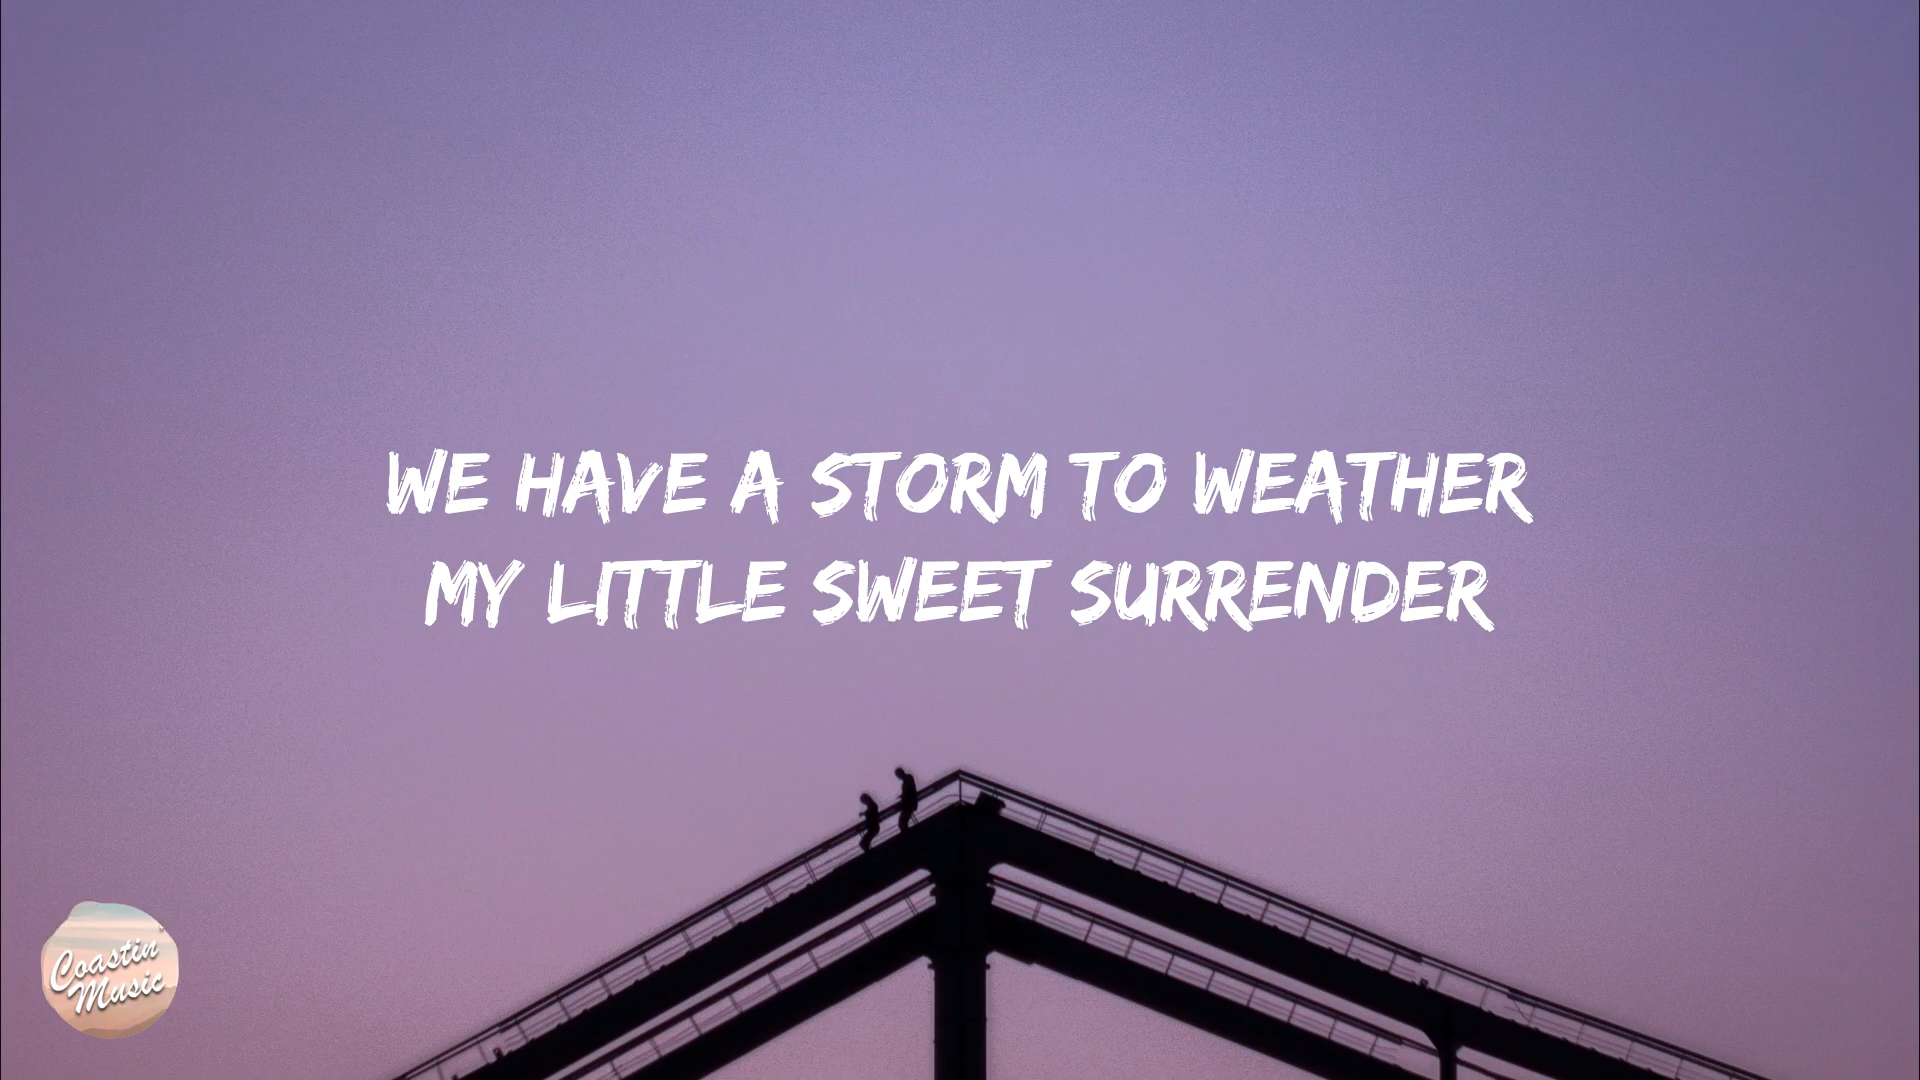 WE HAVE A STORM TO WEATHER
MY LITTLE SWEET SURRENDER
Coastin
Music